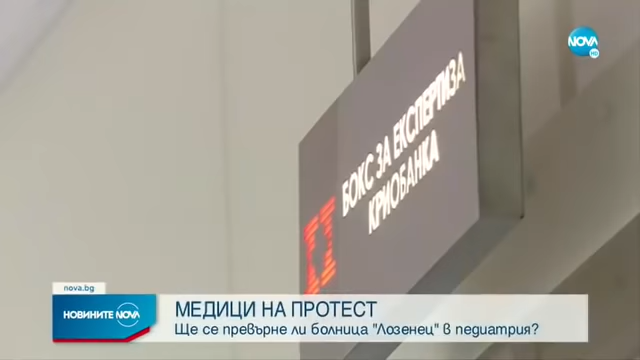 NOVA
HD
БОКС ЗА ЕКСПЕРТИЗА
КРИОБАНКА
nova.bg
НОВИНИТЕ NOVA
МЕДИЦИ НА ПРОТЕСТ
Ще се превърне ли болница "Лозенец" в педиатрия?